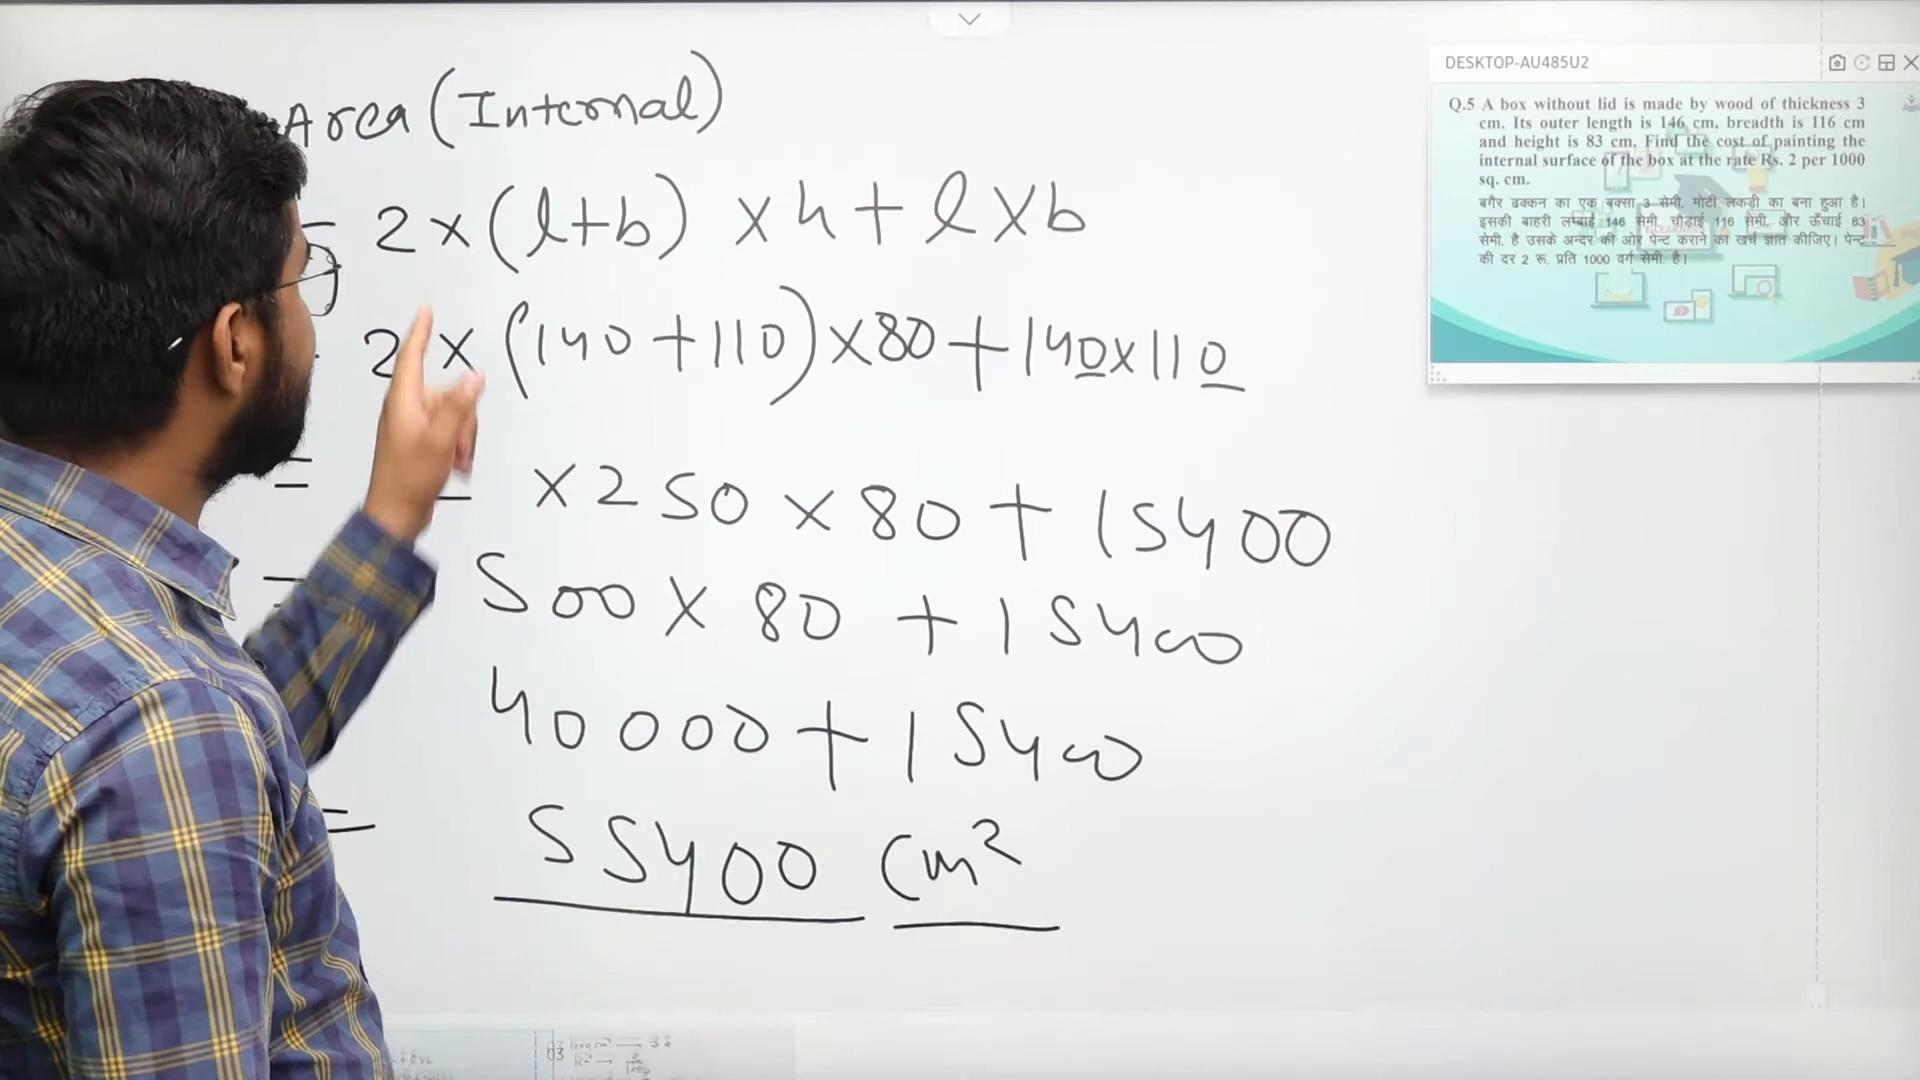 Area (Internal)
= 2 × (l+b) × h + l × b
2 × (140 + 110) × 80 + 140 × 110
= × 250 × 80 + 15400
= 500 × 80 + 15400
40000 + 15400
= 55400 cm²
DESKTOP-AU485U2
Q.5 A box without lid is made by wood of thickness 3
cm. Its outer length is 146 cm, breadth is 116 cm
and height is 83 cm. Find the cost of painting the
internal surface of the box at the rate Rs. 2 per 1000
sq. cm.
बगैर ढक्कन का एक बक्सा 3 सेमी. मोटी लकड़ी का बना हुआ है।
इसकी बाहरी लम्बाई 146 सेमी, चौड़ाई 116 सेमी. और ऊँचाई 83
सेमी. है उसके अन्दर की ओर पेन्ट कराने का खर्च ज्ञात कीजिए। पेन्ट
की दर 2 रू. प्रति 1000 वर्ग सेमी. है।